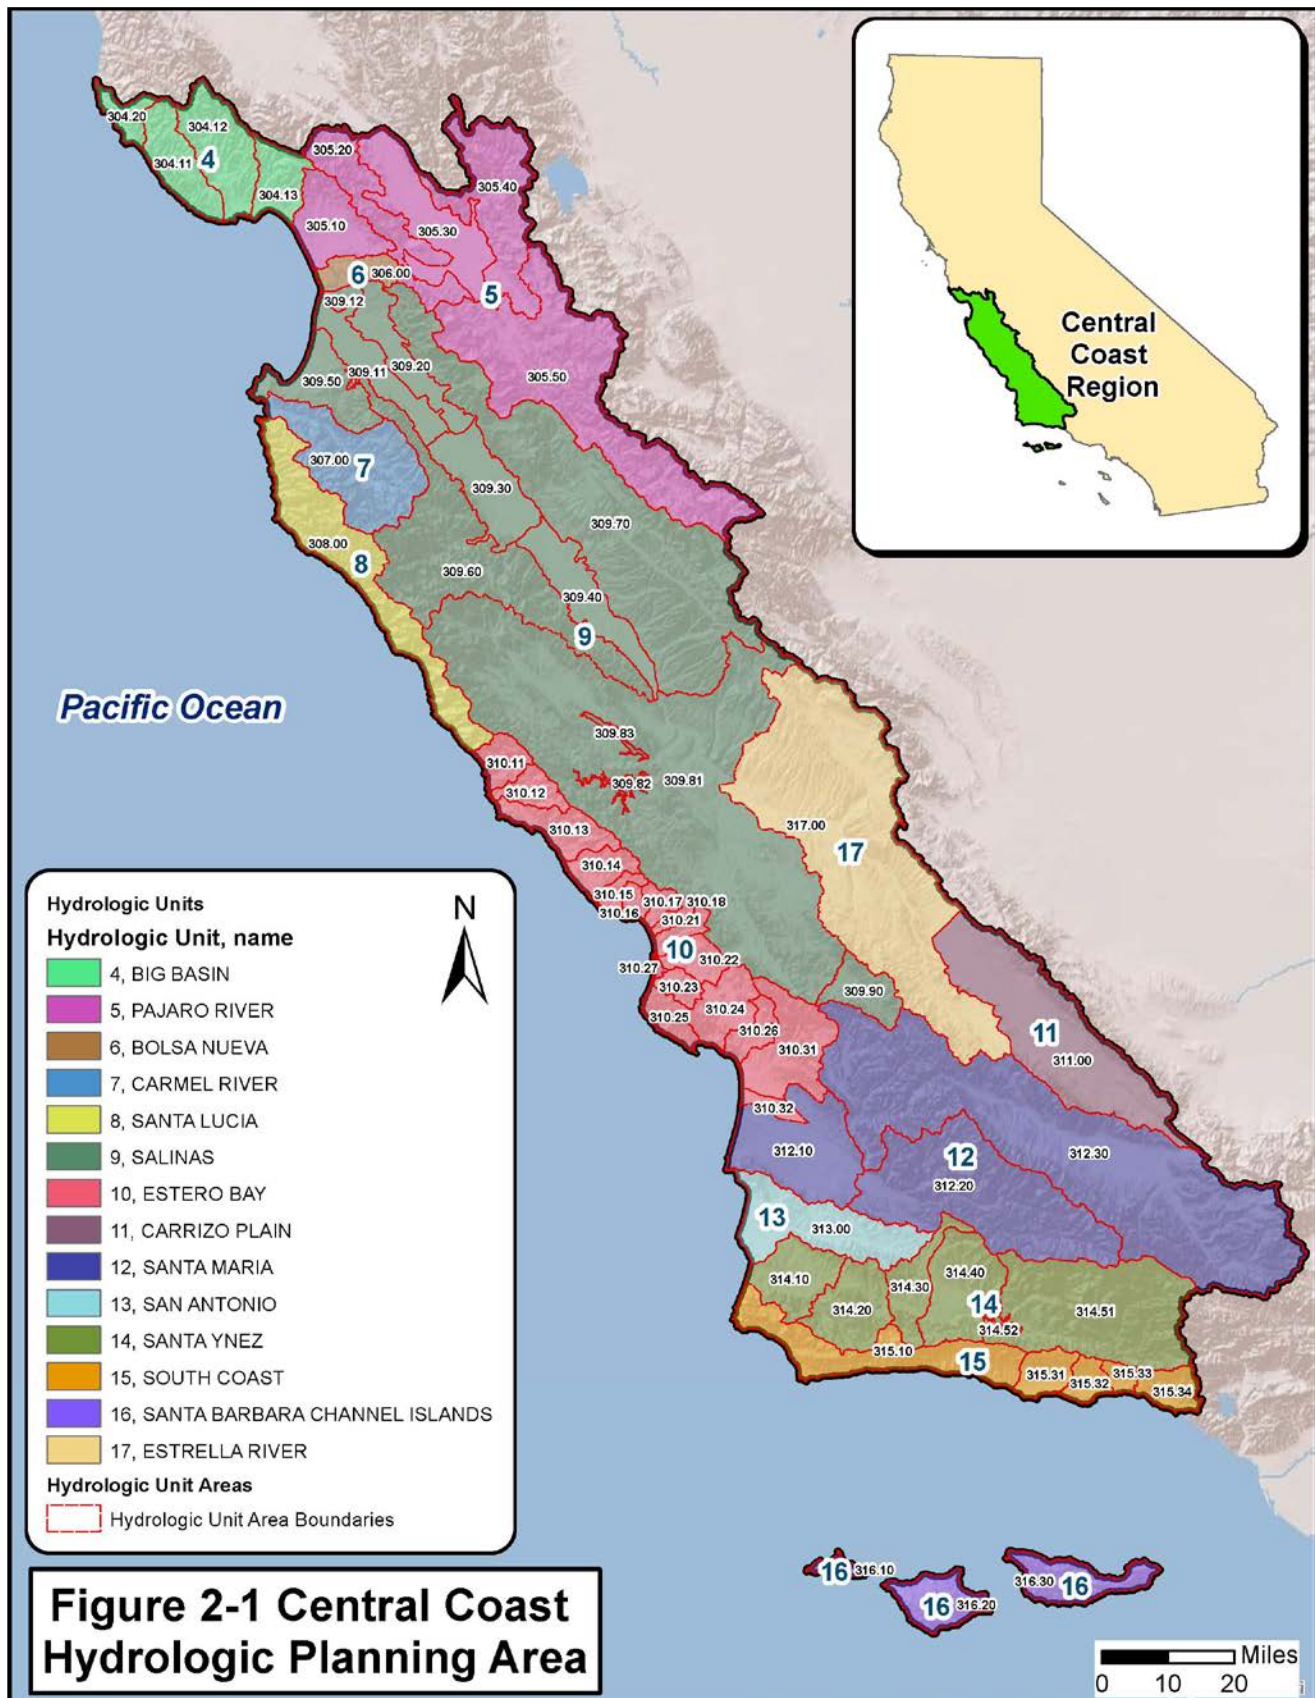 304.20
304.12
304.11
4
304.13
305.20
305.40
305.10
305.30
6
306.00
5
309.12
309.20
309.11
309.50
305.50
307.00
7
309.30
309.70
308.00
8
309.60
309.40
9
Pacific Ocean
309.83
309.82
309.81
310.11
310.12
310.13
317.00
17
310.14
310.15
310.17
310.18
310.16
310.21
10
310.22
310.27
310.23
309.90
310.24
310.25
310.26
310.31
11
311.00
310.32
312.10
12
312.30
312.20
13
313.00
314.10
314.30
314.40
14
314.20
314.51
314.52
315.10
15
315.31
315.32
315.33
315.34
16
316.10
16
316.20
316.30
16
Central
Coast
Region
Hydrologic Units
Hydrologic Unit, name
N
4, BIG BASIN
5, PAJARO RIVER
6, BOLSA NUEVA
7, CARMEL RIVER
8, SANTA LUCIA
9, SALINAS
10, ESTERO BAY
11, CARRIZO PLAIN
12, SANTA MARIA
13, SAN ANTONIO
14, SANTA YNEZ
15, SOUTH COAST
16, SANTA BARBARA CHANNEL ISLANDS
17, ESTRELLA RIVER
Hydrologic Unit Areas
Hydrologic Unit Area Boundaries
Figure 2-1 Central Coast
Hydrologic Planning Area
Miles
0 10 20